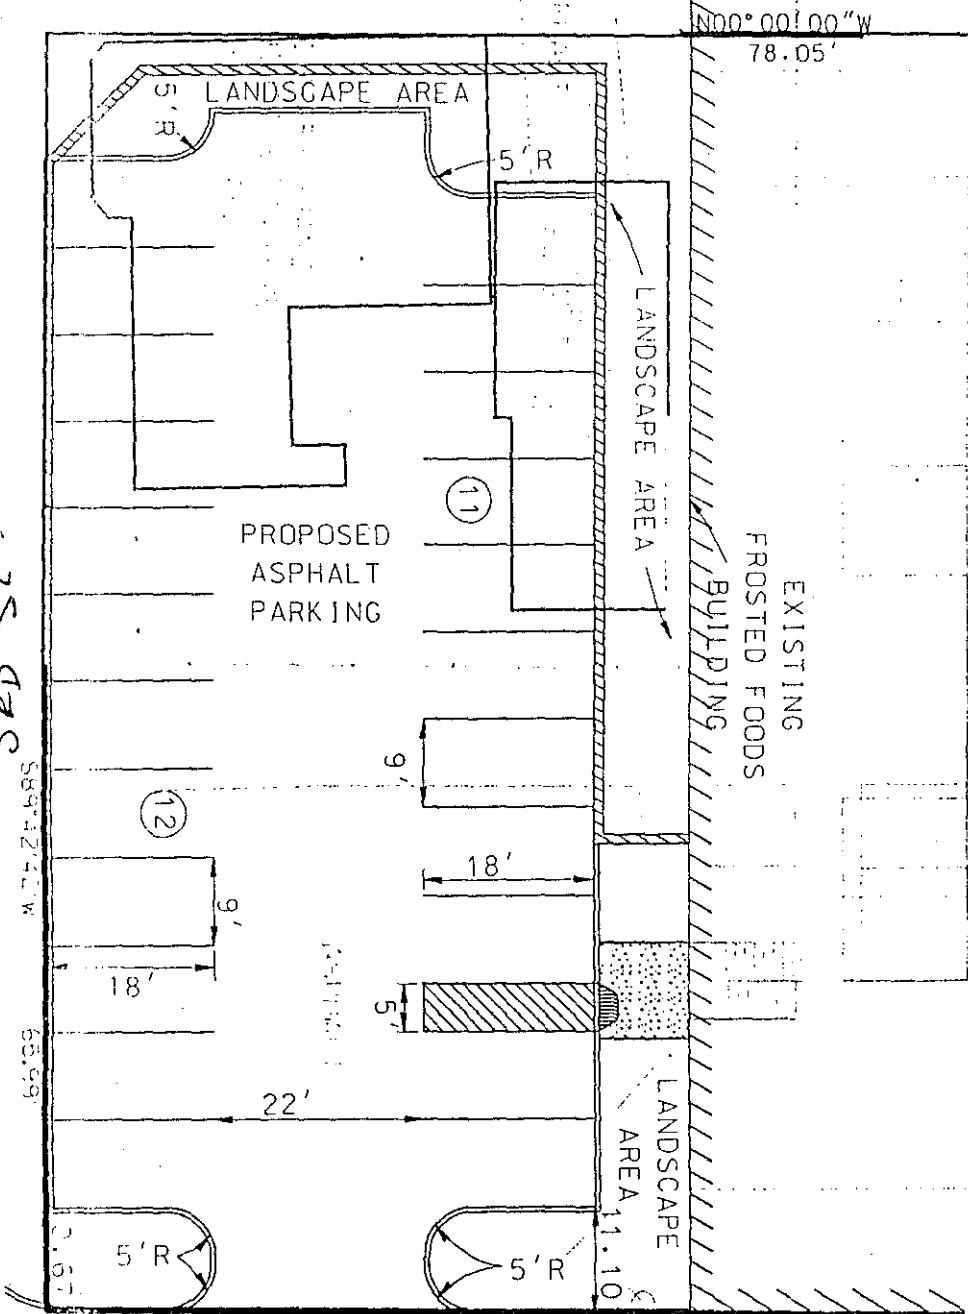 N00°00'00"W
78.05'
LANDSCAPE AREA
5'R
5'R
LANDSCAPE AREA
11
PROPOSED
ASPHALT
PARKING
EXISTING
FROSTED FOODS
BUILDING
9'
12
18'
9'
18'
5'
22'
LANDSCAPE
AREA
11.10
5'R
5'R
3RD